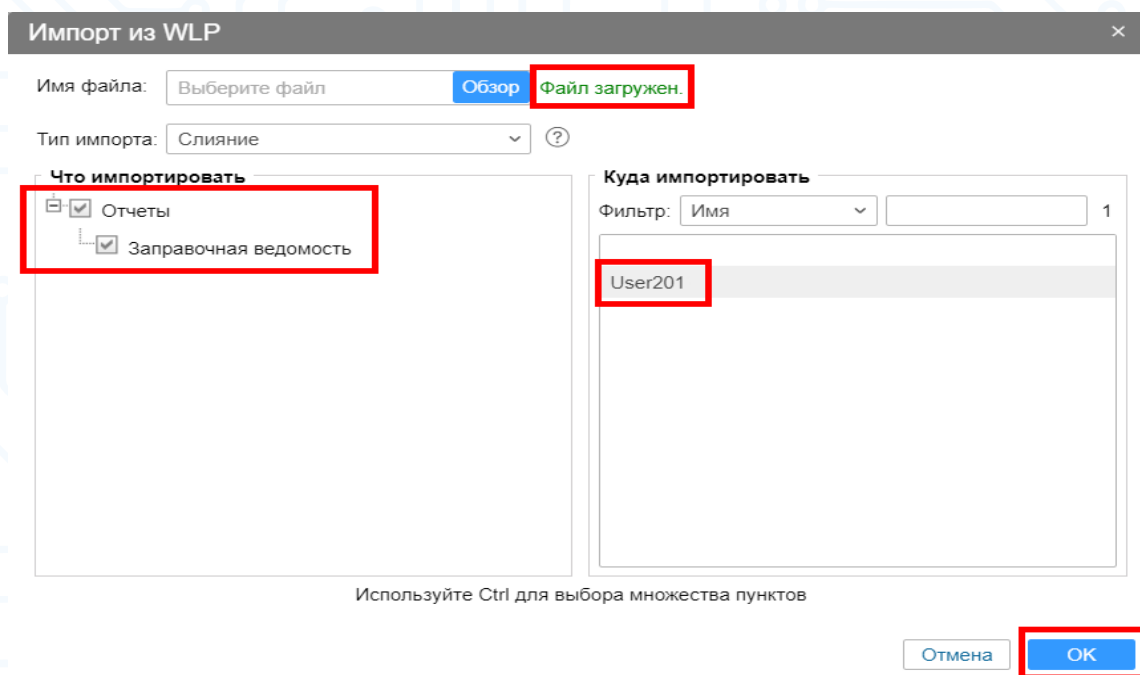 Импорт из WLP ×
Имя файла: Выберите файл Обзор Файл загружен.
Тип импорта: Слияние ?
Что импортировать
Отчеты
Заправочная ведомость
Куда импортировать
Фильтр: Имя 1
User201
Используйте Ctrl для выбора множества пунктов
Отмена OK